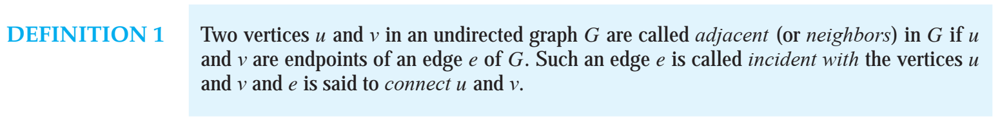 DEFINITION 1
Two vertices u and v in an undirected graph G are called adjacent (or neighbors) in G if u
and v are endpoints of an edge e of G. Such an edge e is called incident with the vertices u
and v and e is said to connect u and v.